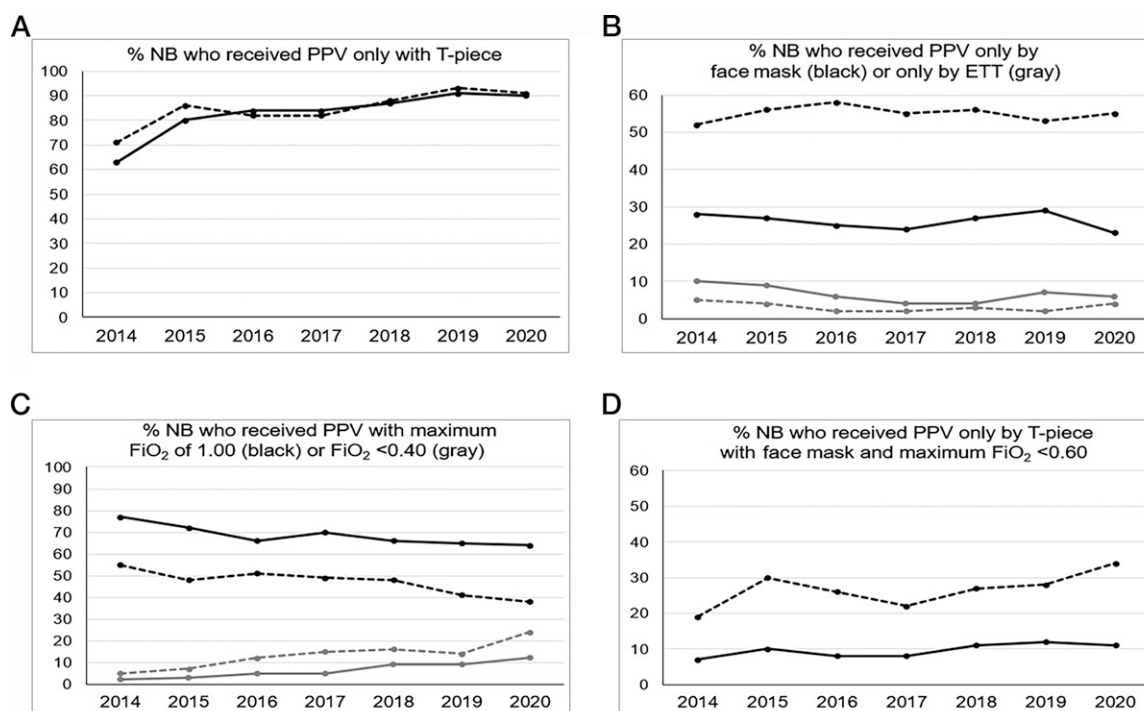 A
% NB who received PPV only with T-piece
100
90
80
70
60
50
40
30
20
10
0
2014 2015 2016 2017 2018 2019 2020
B
% NB who received PPV only by
face mask (black) or only by ETT (gray)
60
50
40
30
20
10
0
2014 2015 2016 2017 2018 2019 2020
C
% NB who received PPV with maximum
FiO₂ of 1.00 (black) or FiO₂ <0.40 (gray)
100
90
80
70
60
50
40
30
20
10
0
2014 2015 2016 2017 2018 2019 2020
D
% NB who received PPV only by T-piece
with face mask and maximum FiO₂ <0.60
60
50
40
30
20
10
0
2014 2015 2016 2017 2018 2019 2020